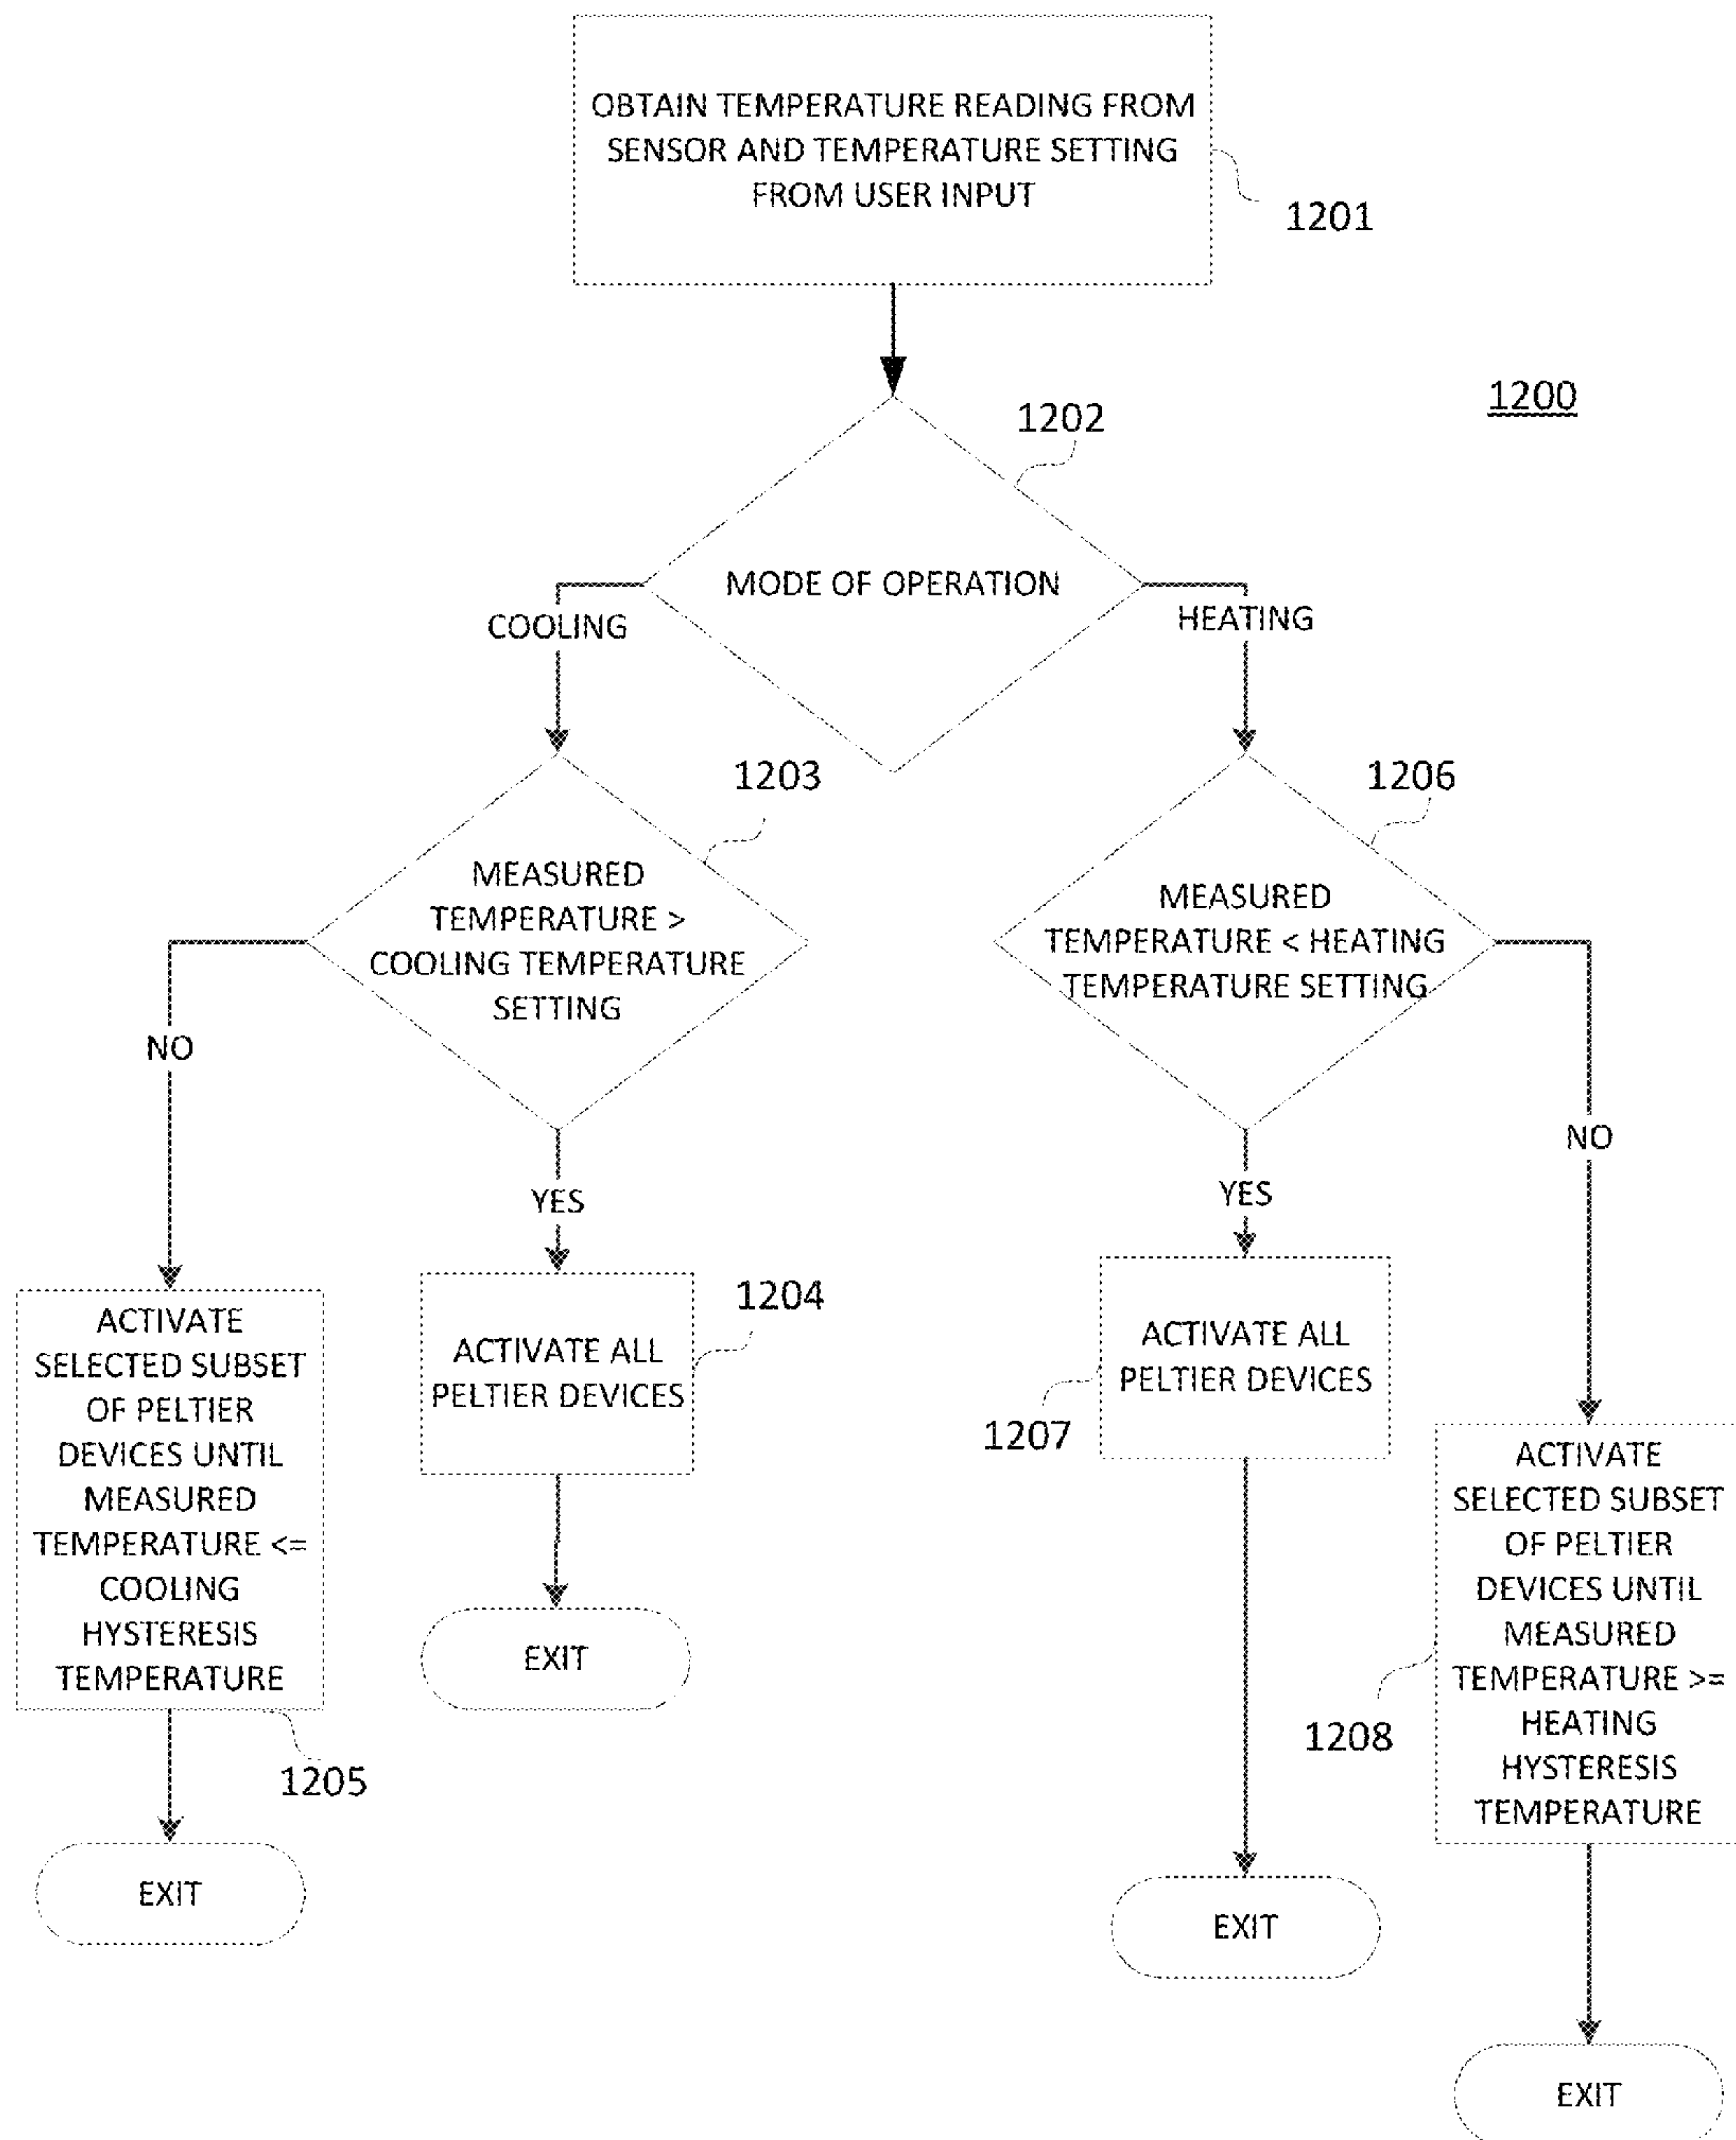 OBTAIN TEMPERATURE READING FROM
SENSOR AND TEMPERATURE SETTING
FROM USER INPUT
1201
1200
1202
MODE OF OPERATION
COOLING
HEATING
1203
MEASURED
TEMPERATURE >
COOLING TEMPERATURE
SETTING
1206
MEASURED
TEMPERATURE < HEATING
TEMPERATURE SETTING
NO
YES
YES
NO
ACTIVATE
SELECTED SUBSET
OF PELTIER
DEVICES UNTIL
MEASURED
TEMPERATURE <=
COOLING
HYSTERESIS
TEMPERATURE
1205
EXIT
1204
ACTIVATE ALL
PELTIER DEVICES
EXIT
ACTIVATE ALL
PELTIER DEVICES
1207
EXIT
ACTIVATE
SELECTED SUBSET
OF PELTIER
DEVICES UNTIL
MEASURED
TEMPERATURE >=
HEATING
HYSTERESIS
TEMPERATURE
1208
EXIT